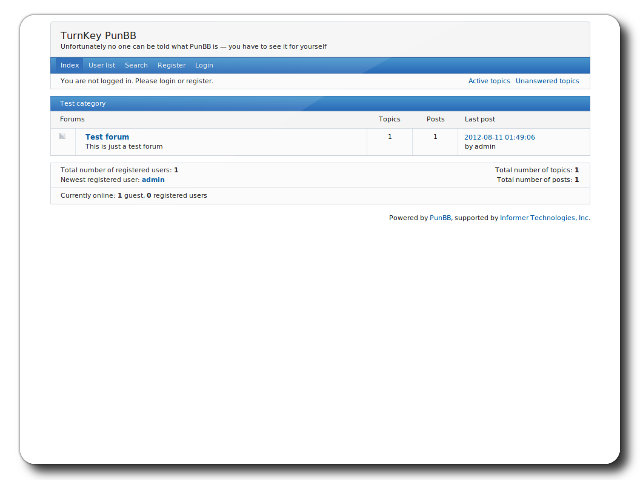 TurnKey PunBB
Unfortunately no one can be told what PunBB is — you have to see it for yourself
Index User list Search Register Login
You are not logged in. Please login or register. Active topics Unanswered topics
Test category
Forums Topics Posts Last post
Test forum 1 1 2012-08-11 01:49:06
This is just a test forum by admin
Total number of registered users: 1 Total number of topics: 1
Newest registered user: admin Total number of posts: 1
Currently online: 1 guest, 0 registered users
Powered by PunBB, supported by Informer Technologies, Inc.